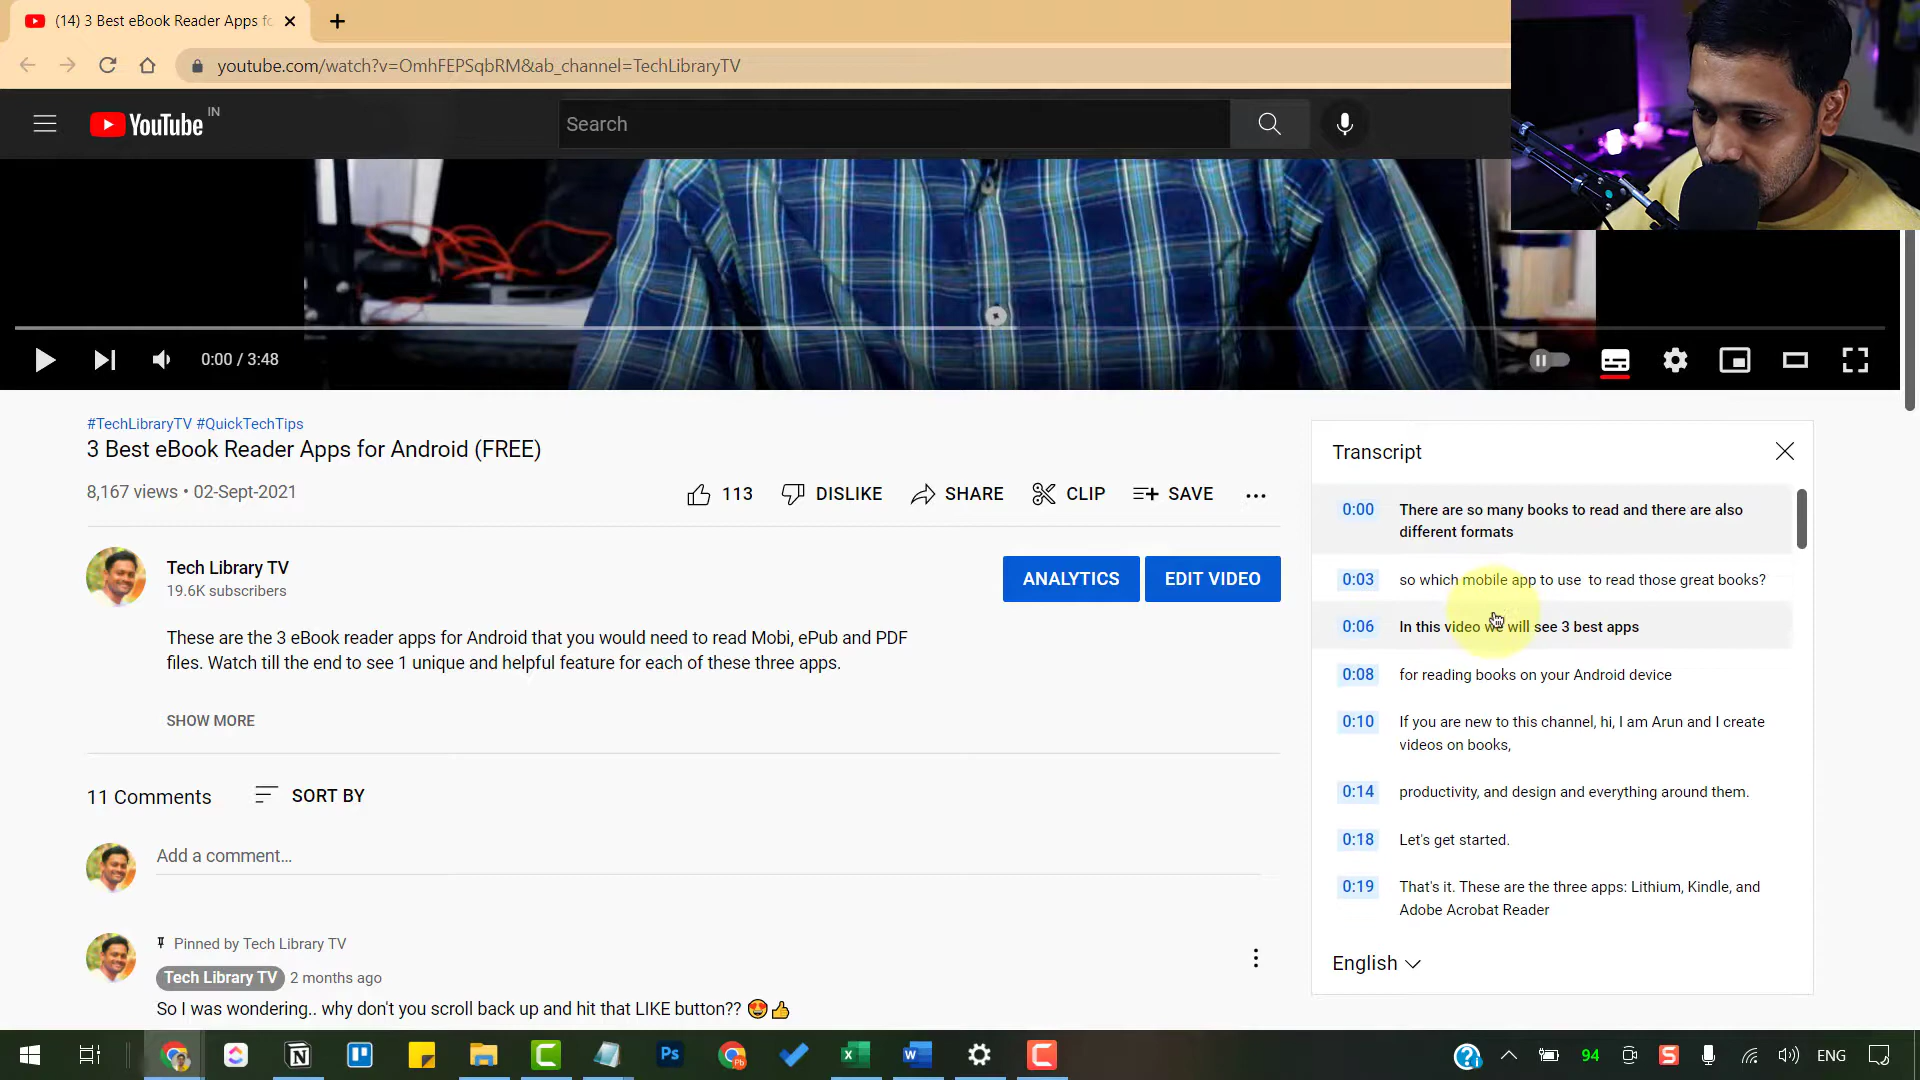 (14) 3 Best eBook Reader Apps fo
youtube.com/watch?v=OmhFEPSqbRM&ab_channel=TechLibraryTV
YouTube IN
Search
0:00 / 3:48
#TechLibraryTV #QuickTechTips
3 Best eBook Reader Apps for Android (FREE)
8,167 views • 02-Sept-2021
113 DISLIKE SHARE CLIP SAVE
Tech Library TV
19.6K subscribers
ANALYTICS EDIT VIDEO
These are the 3 eBook reader apps for Android that you would need to read Mobi, ePub and PDF
files. Watch till the end to see 1 unique and helpful feature for each of these three apps.
SHOW MORE
11 Comments SORT BY
Add a comment...
Pinned by Tech Library TV
Tech Library TV 2 months ago
So I was wondering.. why don't you scroll back up and hit that LIKE button?? 😍👍
Transcript
0:00 There are so many books to read and there are also
different formats
0:03 so which mobile app to use to read those great books?
0:06 In this video we will see 3 best apps
0:08 for reading books on your Android device
0:10 If you are new to this channel, hi, I am Arun and I create
videos on books,
0:14 productivity, and design and everything around them.
0:18 Let's get started.
0:19 That's it. These are the three apps: Lithium, Kindle, and
Adobe Acrobat Reader
English
Ps
Pb
94
ENG